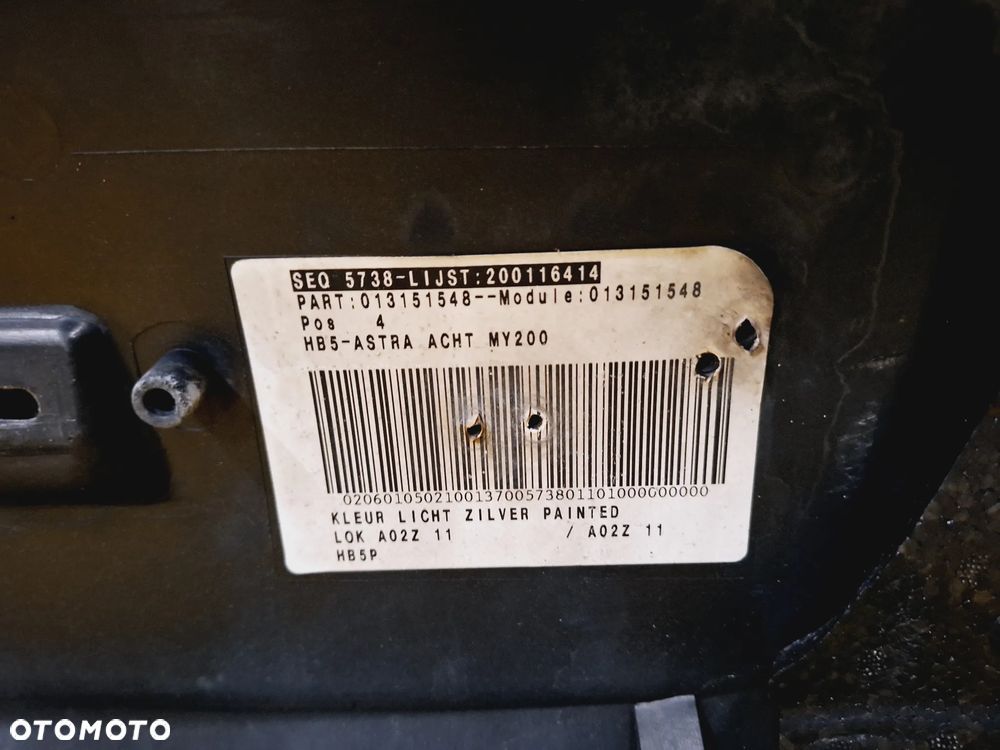 SEQ 5738-LIJST:200116414
PART:013151548--Module:013151548
Pos 4
HB5-ASTRA ACHT MY200
0206010502100137005738011010000000000
KLEUR LICHT ZILVER PAINTED
LOK A02Z 11 / A02Z 11
HB5P
OTOMOTO